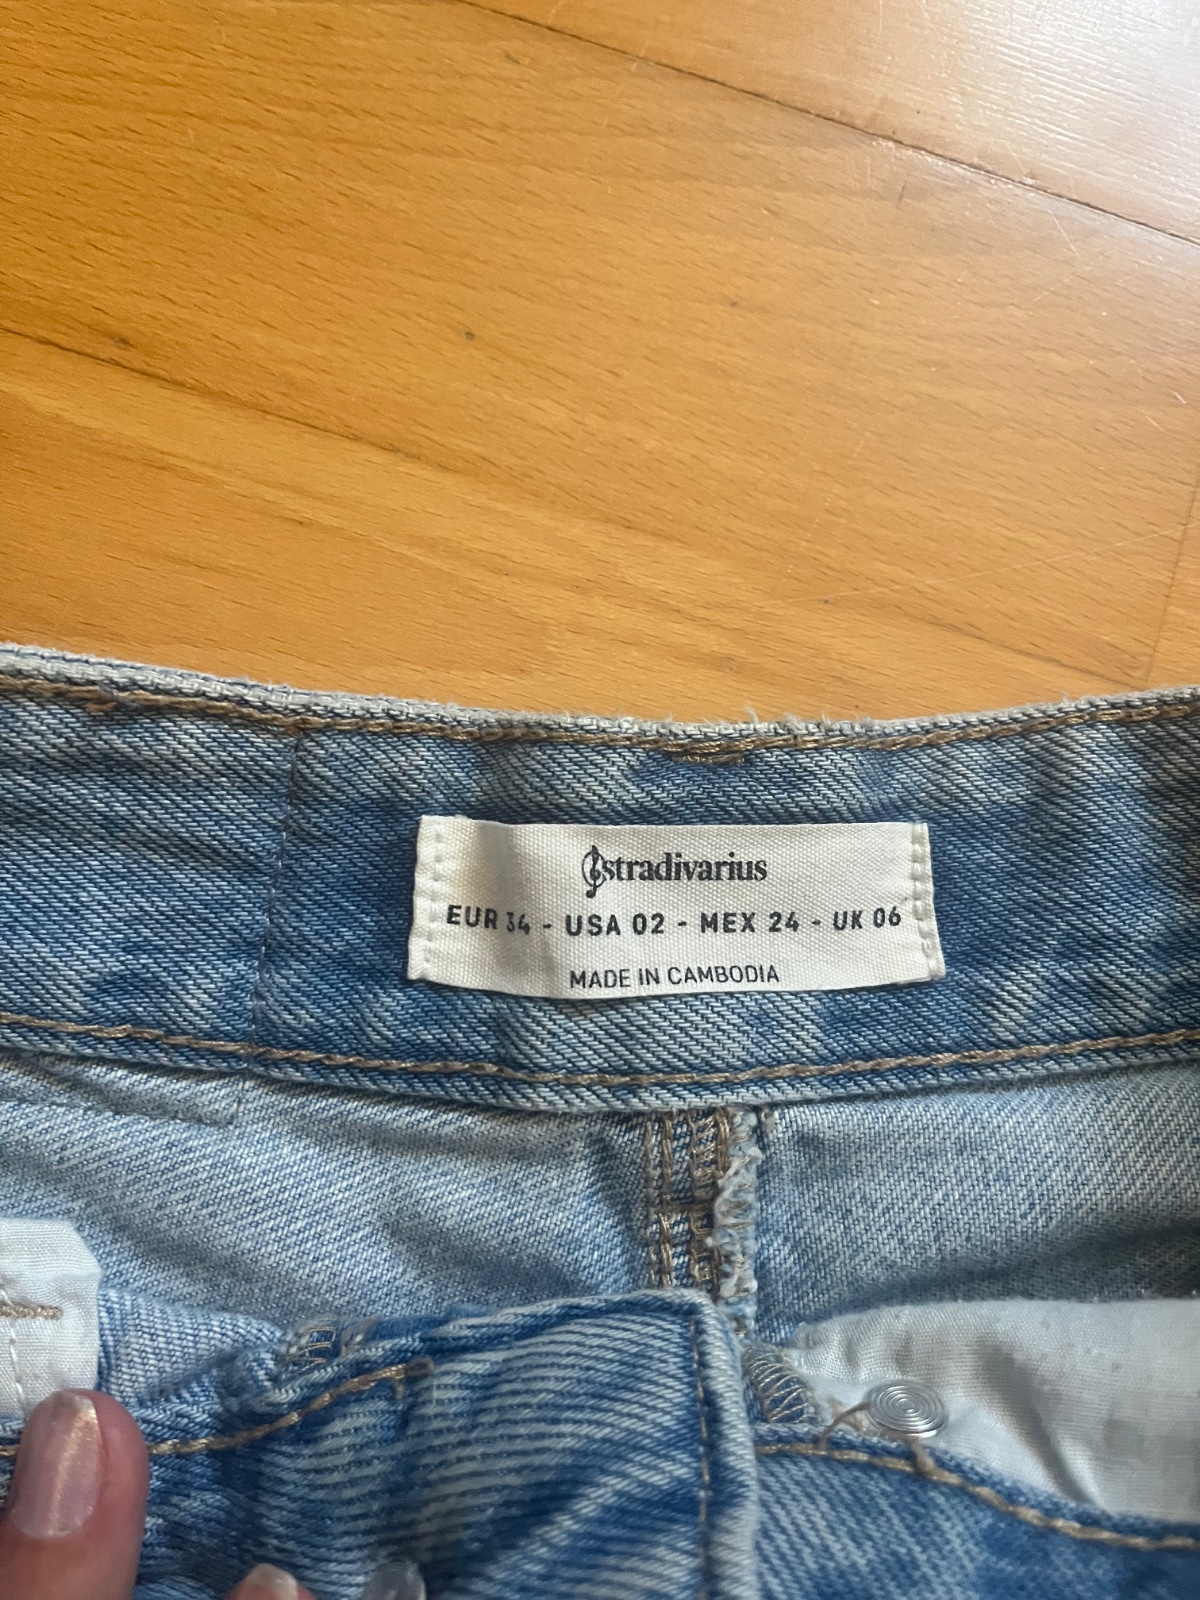 stradivarius
EUR 34 - USA 02 - MEX 24 - UK 06
MADE IN CAMBODIA